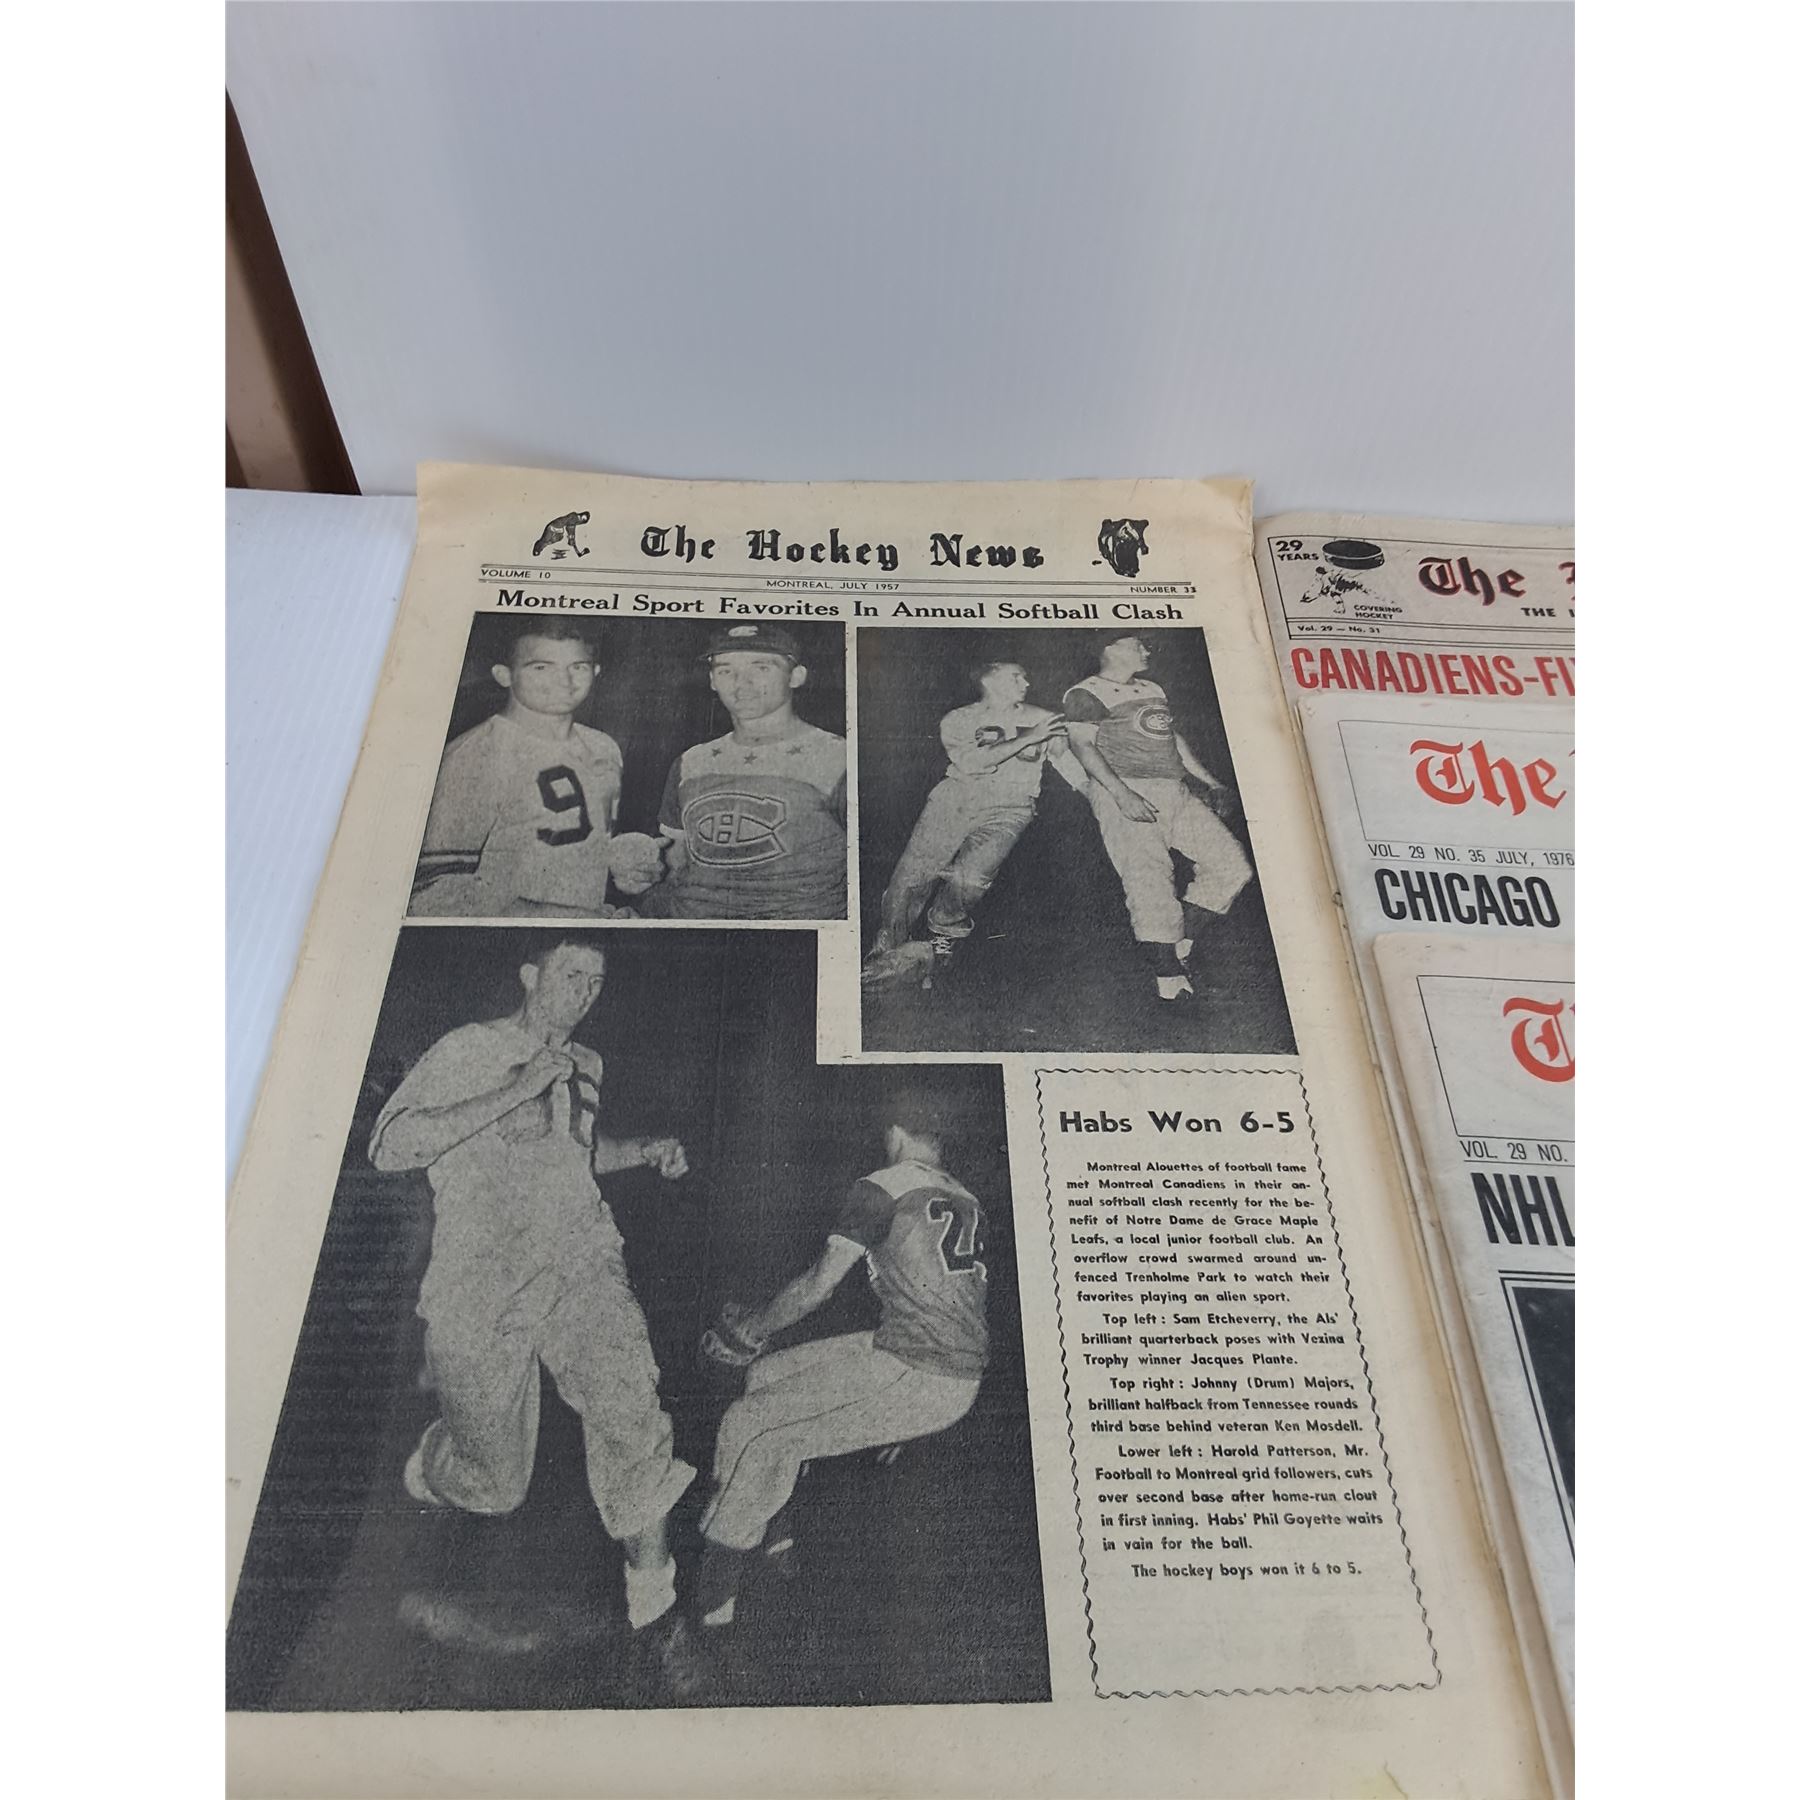 The Hockey News
VOLUME 10
MONTREAL, JULY 1957
NUMBER 33
Montreal Sport Favorites In Annual Softball Clash
9
CH
25
C
76
7
Habs Won 6-5
Montreal Alouettes of football fame
met Montreal Canadiens in their an-
nual softball clash recently for the be-
nefit of Notre Dame de Grace Maple
Leafs, a local junior football club. An
overflow crowd swarmed around un-
fenced Trenholme Park to watch their
favorites playing an alien sport.
Top left : Sam Etcheverry, the Als'
brilliant quarterback poses with Vezina
Trophy winner Jacques Plante.
Top right : Johnny (Drum) Majors,
brilliant halfback from Tennessee rounds
third base behind veteran Ken Mosdell.
Lower left : Harold Patterson, Mr.
Football to Montreal grid followers, cuts
over second base after home-run clout
in first inning. Habs' Phil Goyette waits
in vain for the ball.
The hockey boys won it 6 to 5.
29
YEARS
COVERING
HOCKEY
The
THE
Vol. 29 — No. 31
CANADIENS-
The
VOL. 29 NO. 35 JULY, 1976
CHICAGO
VOL. 29 NO.
NHL